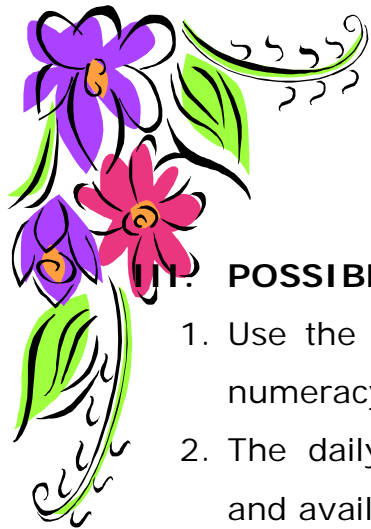 III. POSSIBI
1. Use the
numeracy
2. The daily
and avail